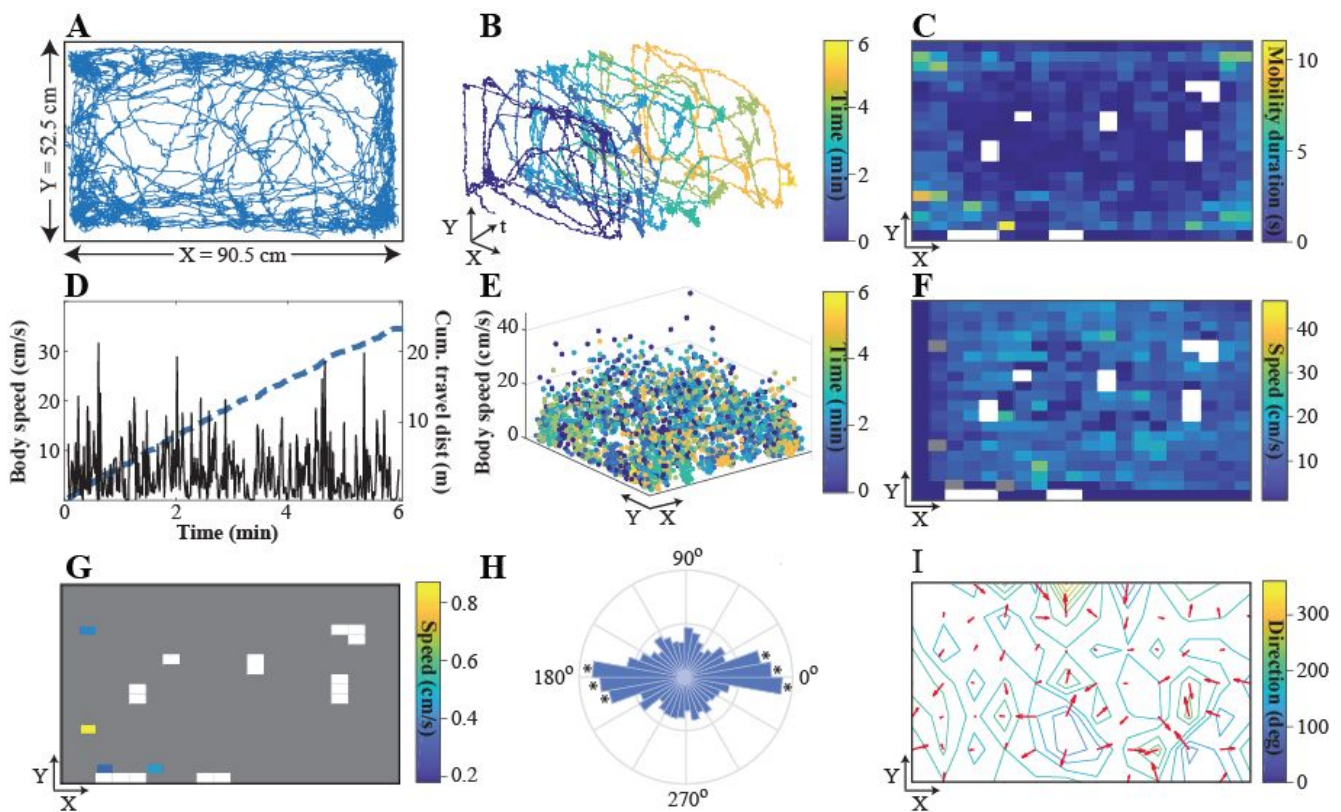 A
Y = 52.5 cm
X = 90.5 cm
B
Y
t
X
6
4
2
0
Time (min)
C
Y
X
10
5
0
Mobility duration (s)
D
Body speed (cm/s)
30
20
10
0
2
4
6
Time (min)
20
10
Cum. travel dist (m)
E
Body speed (cm/s)
40
20
0
Y
X
6
4
2
0
Time (min)
F
Y
X
40
30
20
10
Speed (cm/s)
G
Y
X
0.8
0.6
0.4
0.2
Speed (cm/s)
H
90°
180°
0°
270°
* * * * * *
I
Y
X
300
200
100
0
Direction (deg)